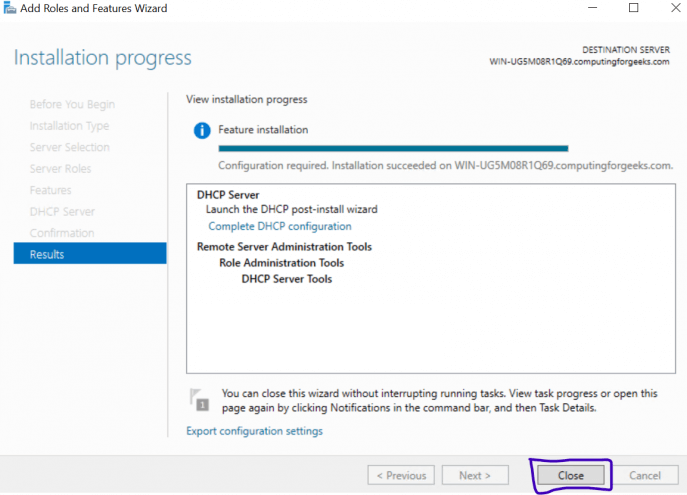 Add Roles and Features Wizard
Installation progress
DESTINATION SERVER
WIN-UG5M08R1Q69.computingforgeeks.com
Before You Begin
Installation Type
Server Selection
Server Roles
Features
DHCP Server
Confirmation
Results
View installation progress
Feature installation
Configuration required. Installation succeeded on WIN-UG5M08R1Q69.computingforgeeks.com.
DHCP Server
Launch the DHCP post-install wizard
Complete DHCP configuration
Remote Server Administration Tools
Role Administration Tools
DHCP Server Tools
1
You can close this wizard without interrupting running tasks. View task progress or open this
page again by clicking Notifications in the command bar, and then Task Details.
Export configuration settings
< Previous
Next >
Close
Cancel